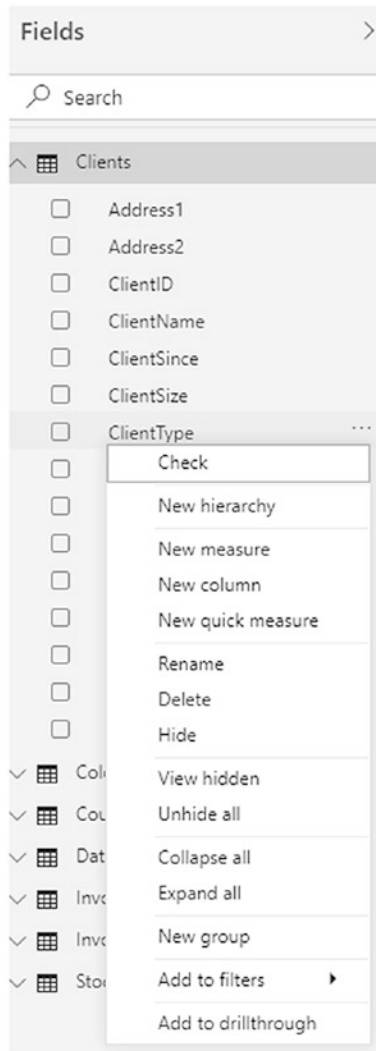 Fields
Search
Clients
Address1
Address2
ClientID
ClientName
ClientSince
ClientSize
ClientType
Check
New hierarchy
New measure
New column
New quick measure
Rename
Delete
Hide
View hidden
Unhide all
Collapse all
Expand all
New group
Add to filters
Add to drillthrough